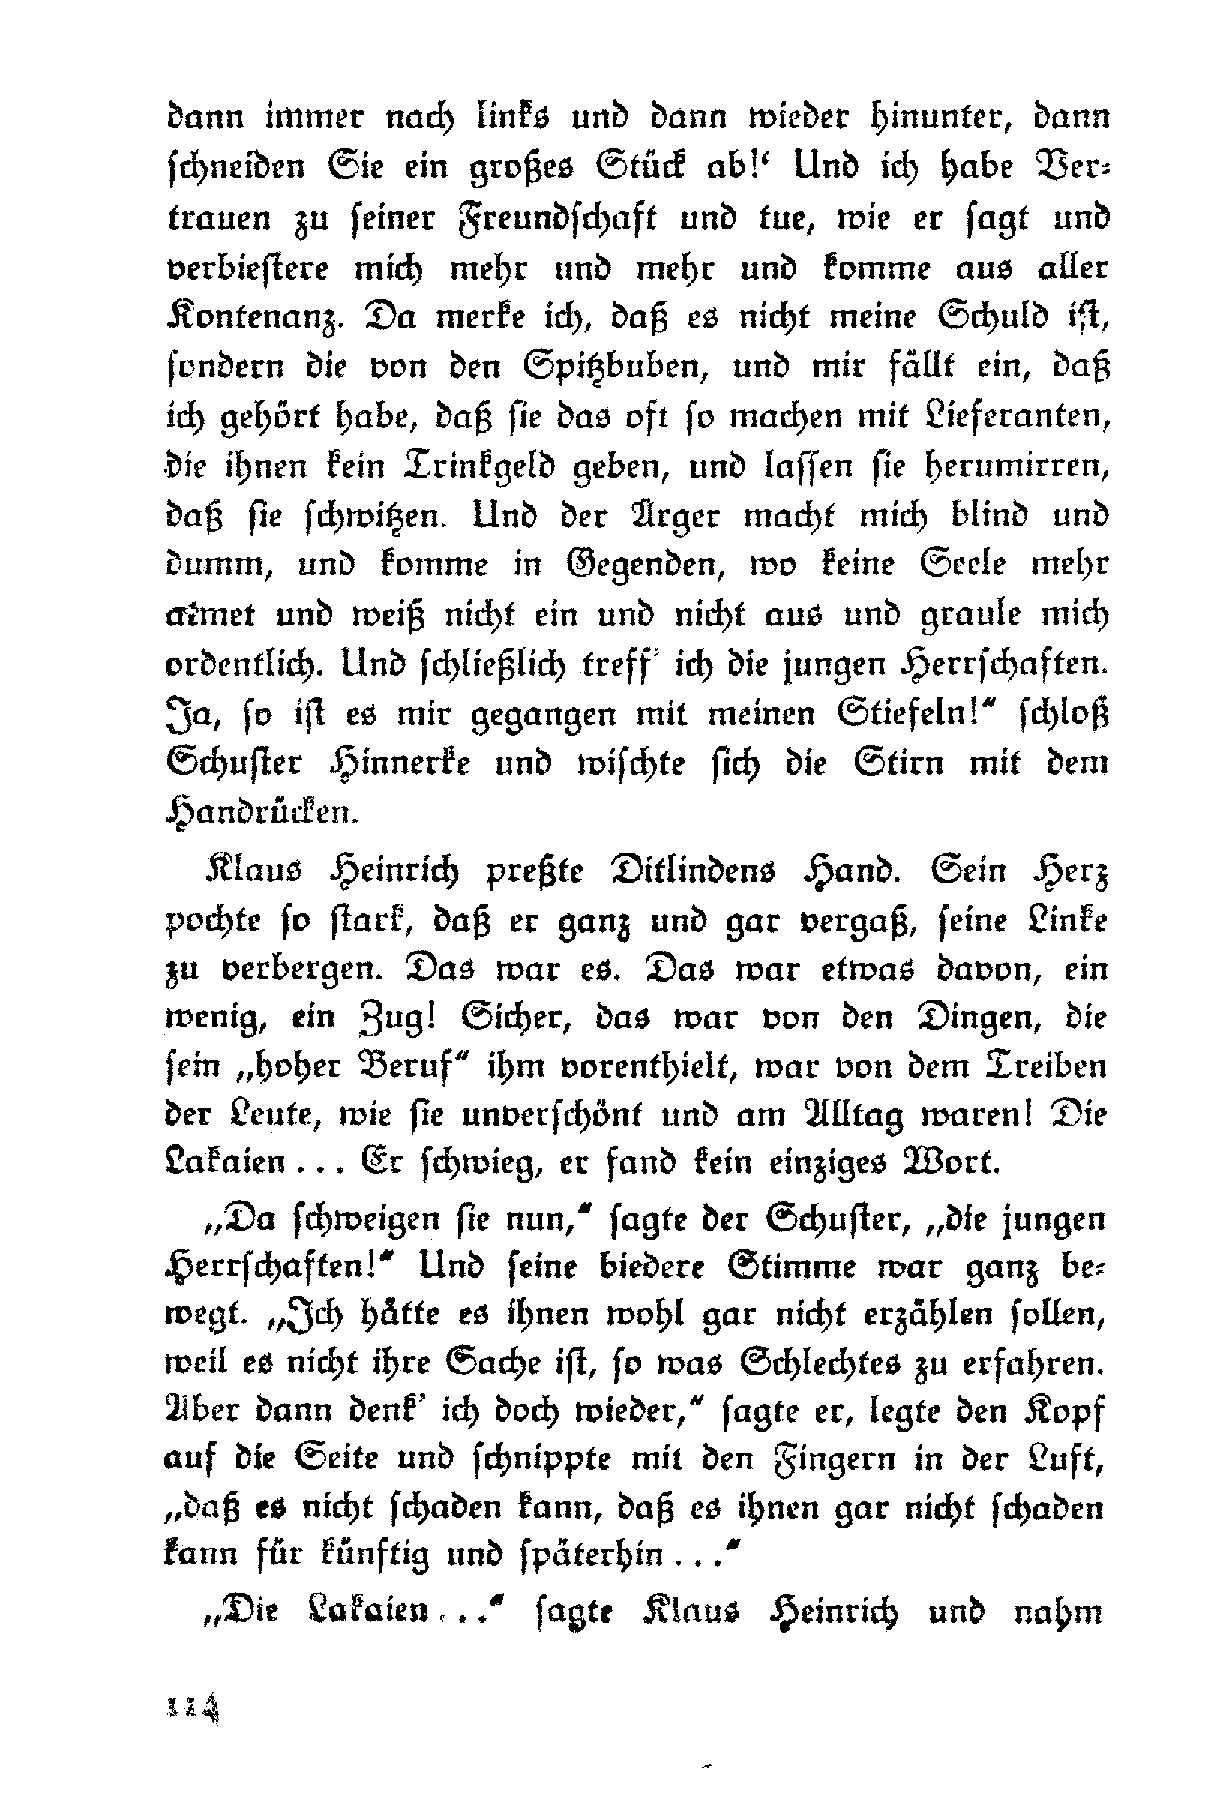 dann immer nach links und dann wieder hinunter, dann
schneiden Sie ein großes Stück ab!‘ Und ich habe Ver-
trauen zu seiner Freundschaft und tue, wie er sagt und
verbiestere mich mehr und mehr und komme aus aller
Kontenanz. Da merke ich, daß es nicht meine Schuld ist,
sondern die von den Spitzbuben, und mir fällt ein, daß
ich gehört habe, daß sie das oft so machen mit Lieferanten,
die ihnen kein Trinkgeld geben, und lassen sie herumirren,
daß sie schwitzen. Und der Ärger macht mich blind und
dumm, und komme in Gegenden, wo keine Seele mehr
atmet und weiß nicht ein und nicht aus und graule mich
ordentlich. Und schließlich treff’ ich die jungen Herrschaften.
Ja, so ist es mir gegangen mit meinen Stiefeln!“ schloß
Schuster Hinnerke und wischte sich die Stirn mit dem
Handrücken.
Klaus Heinrich preßte Ditlindens Hand. Sein Herz
pochte so stark, daß er ganz und gar vergaß, seine Linke
zu verbergen. Das war es. Das war etwas davon, ein
wenig, ein Zug! Sicher, das war von den Dingen, die
sein „hoher Beruf“ ihm vorenthielt, war von dem Treiben
der Leute, wie sie unverschönt und am Alltag waren! Die
Lakaien . . . Er schwieg, er fand kein einziges Wort.
„Da schweigen sie nun,“ sagte der Schuster, „die jungen
Herrschaften!“ Und seine biedere Stimme war ganz be-
wegt. „Ich hätte es ihnen wohl gar nicht erzählen sollen,
weil es nicht ihre Sache ist, so was Schlechtes zu erfahren.
Aber dann denk’ ich doch wieder,“ sagte er, legte den Kopf
auf die Seite und schnippte mit den Fingern in der Luft,
„daß es nicht schaden kann, daß es ihnen gar nicht schaden
kann für künftig und späterhin . . .“
„Die Lakaien . . .“ sagte Klaus Heinrich und nahm
114